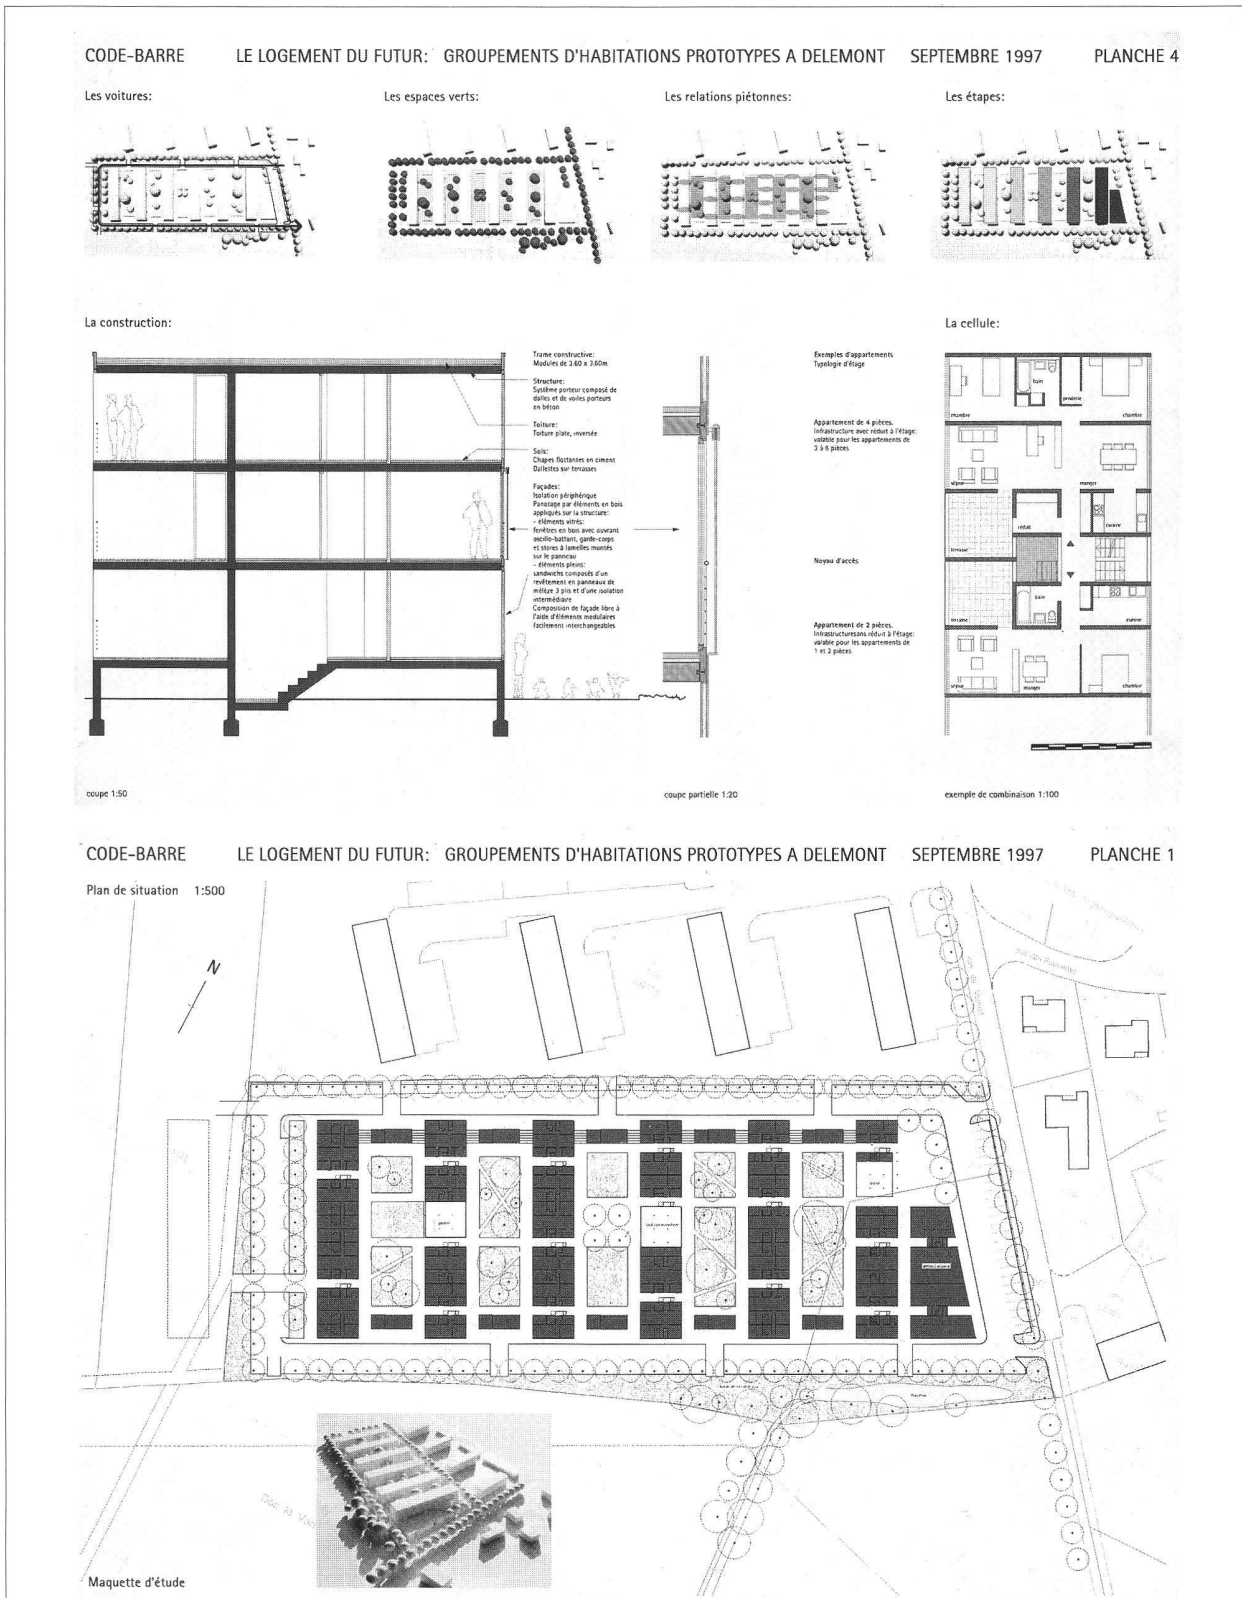 CODE-BARRE LE LOGEMENT DU FUTUR: GROUPEMENTS D'HABITATIONS PROTOTYPES A DELEMONT SEPTEMBRE 1997 PLANCHE 4
Les voitures: Les espaces verts: Les relations piétonnes: Les étapes:
La construction: La cellule:
Trame constructive:
Modules de 3.60 x 3.60m
Structure:
Système porteur composé de
dalles et de voiles porteurs
en béton
Toiture:
Toiture plate, inversée
Sols:
Chapes flottantes en ciment
Dallettes sur terrasses
Façades:
Isolation périphérique
Panotage par éléments en bois
appliqués sur la structure:
- éléments vitrés:
fenêtres en bois avec ouvrant
oscillo-battant, garde-corps
et stores à lamelles montés
sur le panneau
- éléments pleins:
sandwichs composés d'un
revêtement en panneaux de
mélèze 3 plis et d'une isolation
intermédiaire
Composition de façade libre à
l'aide d'éléments modulaires
facilement interchangeables
Exemples d'appartements
Typologie d'étage
Appartement de 4 pièces.
Infrastructure avec réduit à l'étage:
valable pour les appartements de
3 à 6 pièces
Noyau d'accès
Appartement de 2 pièces.
Infrastructuresans réduit à l'étage:
valable pour les appartements de
1 et 2 pièces
bain
penderie
chambre
séjour
manger
réduit
cuisine
terrasse
bain
terrasse
cuisine
séjour
manger
chambre
coupe 1:50 coupe partielle 1:20 exemple de combinaison 1:100
CODE-BARRE LE LOGEMENT DU FUTUR: GROUPEMENTS D'HABITATIONS PROTOTYPES A DELEMONT SEPTEMBRE 1997 PLANCHE 1
Plan de situation 1:500
N
Maquette d'étude